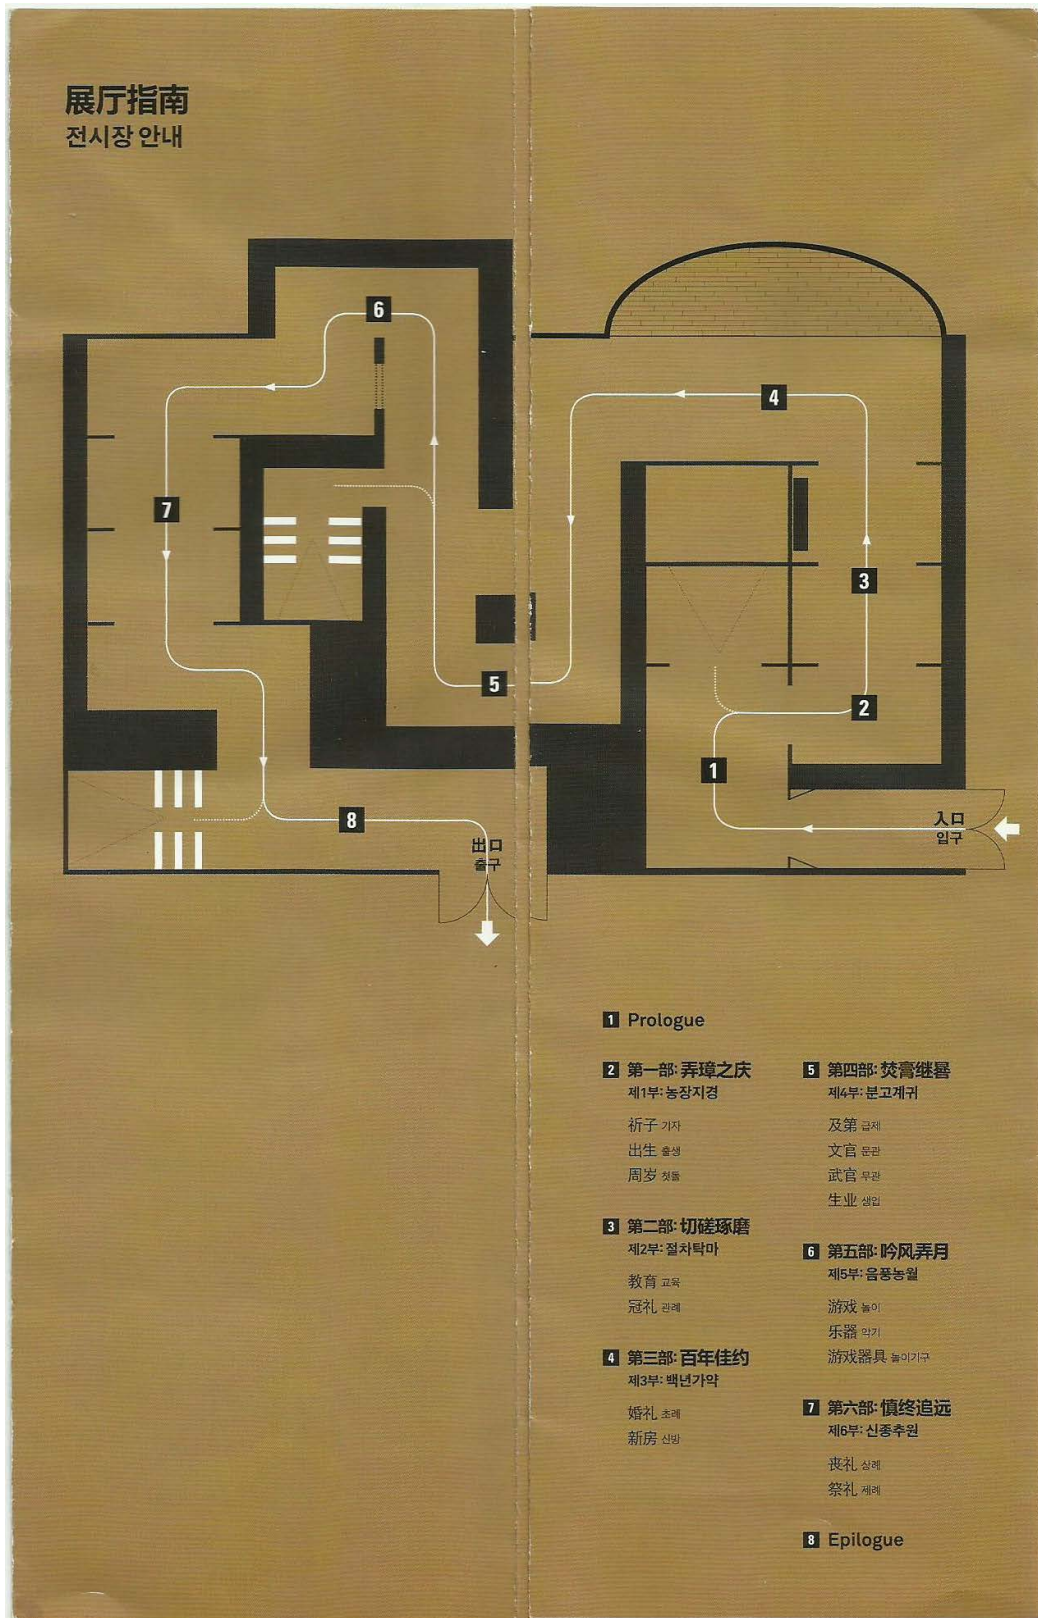 展厅指南
전시장 안내
6
4
7
3
5
2
1
8
入口
입구
出口
출구
1 Prologue
2 第一部: 弄璋之庆
제1부: 농장지경
祈子 기자
出生 출생
周岁 첫돌
3 第二部: 切磋琢磨
제2부: 절차탁마
教育 교육
冠礼 관례
4 第三部: 百年佳约
제3부: 백년가약
婚礼 초례
新房 신방
5 第四部: 焚膏继晷
제4부: 분고계귀
及第 급제
文官 문관
武官 무관
生业 생업
6 第五部: 吟风弄月
제5부: 음풍농월
游戏 놀이
乐器 악기
游戏器具 놀이기구
7 第六部: 慎终追远
제6부: 신종추원
丧礼 상례
祭礼 제례
8 Epilogue